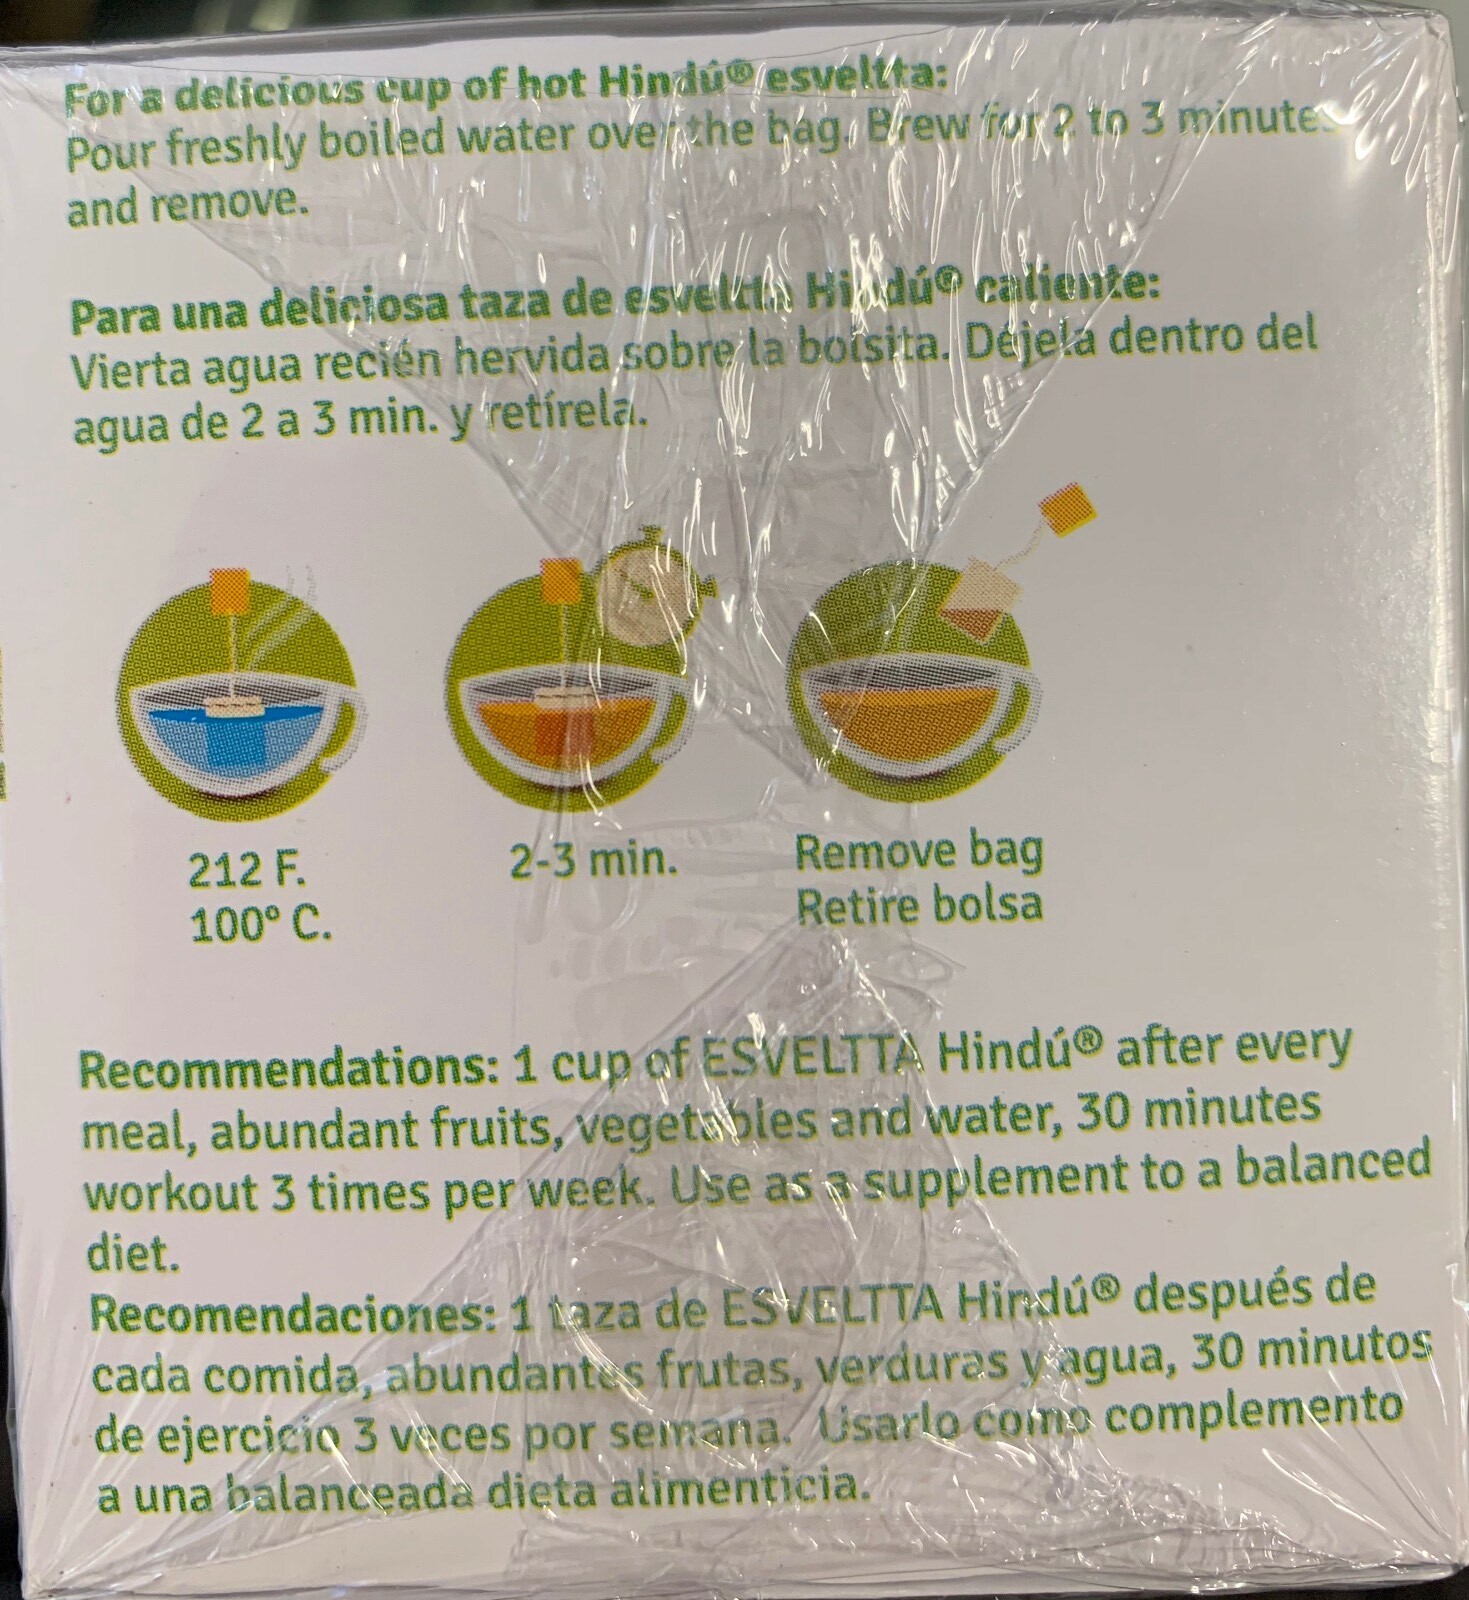 For a delicious cup of hot Hindú® esveltta:
Pour freshly boiled water over the bag. Brew for 2 to 3 minutes
and remove.
Para una deliciosa taza de esveltta Hindú® caliente:
Vierta agua recién hervida sobre la bolsita. Déjela dentro del
agua de 2 a 3 min. y retírela.
212 F.
100° C.
2-3 min.
Remove bag
Retire bolsa
Recommendations: 1 cup of ESVELTTA Hindú® after every
meal, abundant fruits, vegetables and water, 30 minutes
workout 3 times per week. Use as a supplement to a balanced
diet.
Recomendaciones: 1 taza de ESVELTTA Hindú® después de
cada comida, abundantes frutas, verduras y agua, 30 minutos
de ejercicio 3 veces por semana. Usarlo como complemento
a una balanceada dieta alimenticia.